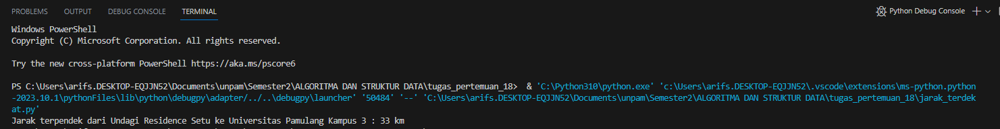 PROBLEMS OUTPUT DEBUG CONSOLE TERMINAL Python Debug Console
Windows PowerShell
Copyright (C) Microsoft Corporation. All rights reserved.
Try the new cross-platform PowerShell https://aka.ms/pscore6
PS C:\Users\arifs.DESKTOP-EQJJN52\Documents\unpam\Semester2\ALGORITMA DAN STRUKTUR DATA\tugas_pertemuan_18>  & 'C:\Python310\python.exe' 'c:\Users\arifs.DESKTOP-EQJJN52\.vscode\extensions\ms-python.python
-2023.10.1\pythonFiles\lib\python\debugpy\adapter/../..\debugpy\launcher' '50484' '--' 'C:\Users\arifs.DESKTOP-EQJJN52\Documents\unpam\Semester2\ALGORITMA DAN STRUKTUR DATA\tugas_pertemuan_18\jarak_terdek
at.py'
Jarak terpendek dari Undagi Residence Setu ke Universitas Pamulang Kampus 3 : 33 km